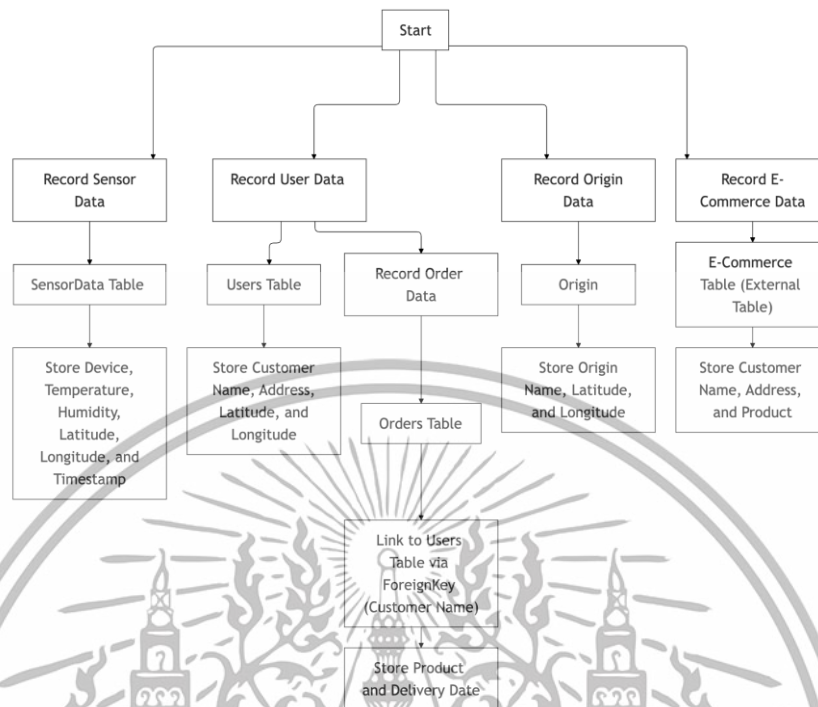 Start
Record Sensor
Data
Record User Data
Record Origin
Data
Record E-
Commerce Data
SensorData Table
Users Table
Record Order
Data
Origin
E-Commerce
Table (External
Table)
Store Device,
Temperature,
Humidity,
Latitude,
Longitude, and
Timestamp
Store Customer
Name, Address,
Latitude, and
Longitude
Orders Table
Store Origin
Name, Latitude,
and Longitude
Store Customer
Name, Address,
and Product
Link to Users
Table via
ForeignKey
(Customer Name)
Store Product
and Delivery Date